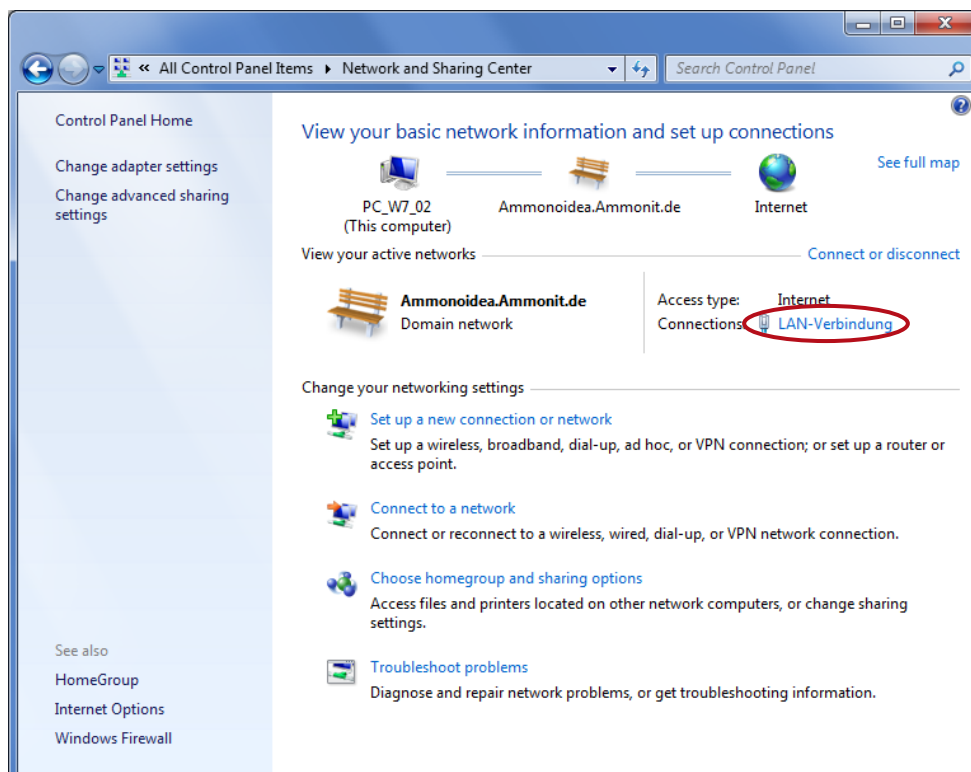 « All Control Panel Items ▸ Network and Sharing Center
Search Control Panel
Control Panel Home
Change adapter settings
Change advanced sharing
settings
See also
HomeGroup
Internet Options
Windows Firewall
View your basic network information and set up connections
See full map
PC_W7_02
(This computer)
Ammonoidea.Ammonit.de
Internet
View your active networks
Connect or disconnect
Ammonoidea.Ammonit.de
Domain network
Access type: Internet
Connections: LAN-Verbindung
Change your networking settings
Set up a new connection or network
Set up a wireless, broadband, dial-up, ad hoc, or VPN connection; or set up a router or
access point.
Connect to a network
Connect or reconnect to a wireless, wired, dial-up, or VPN network connection.
Choose homegroup and sharing options
Access files and printers located on other network computers, or change sharing
settings.
Troubleshoot problems
Diagnose and repair network problems, or get troubleshooting information.